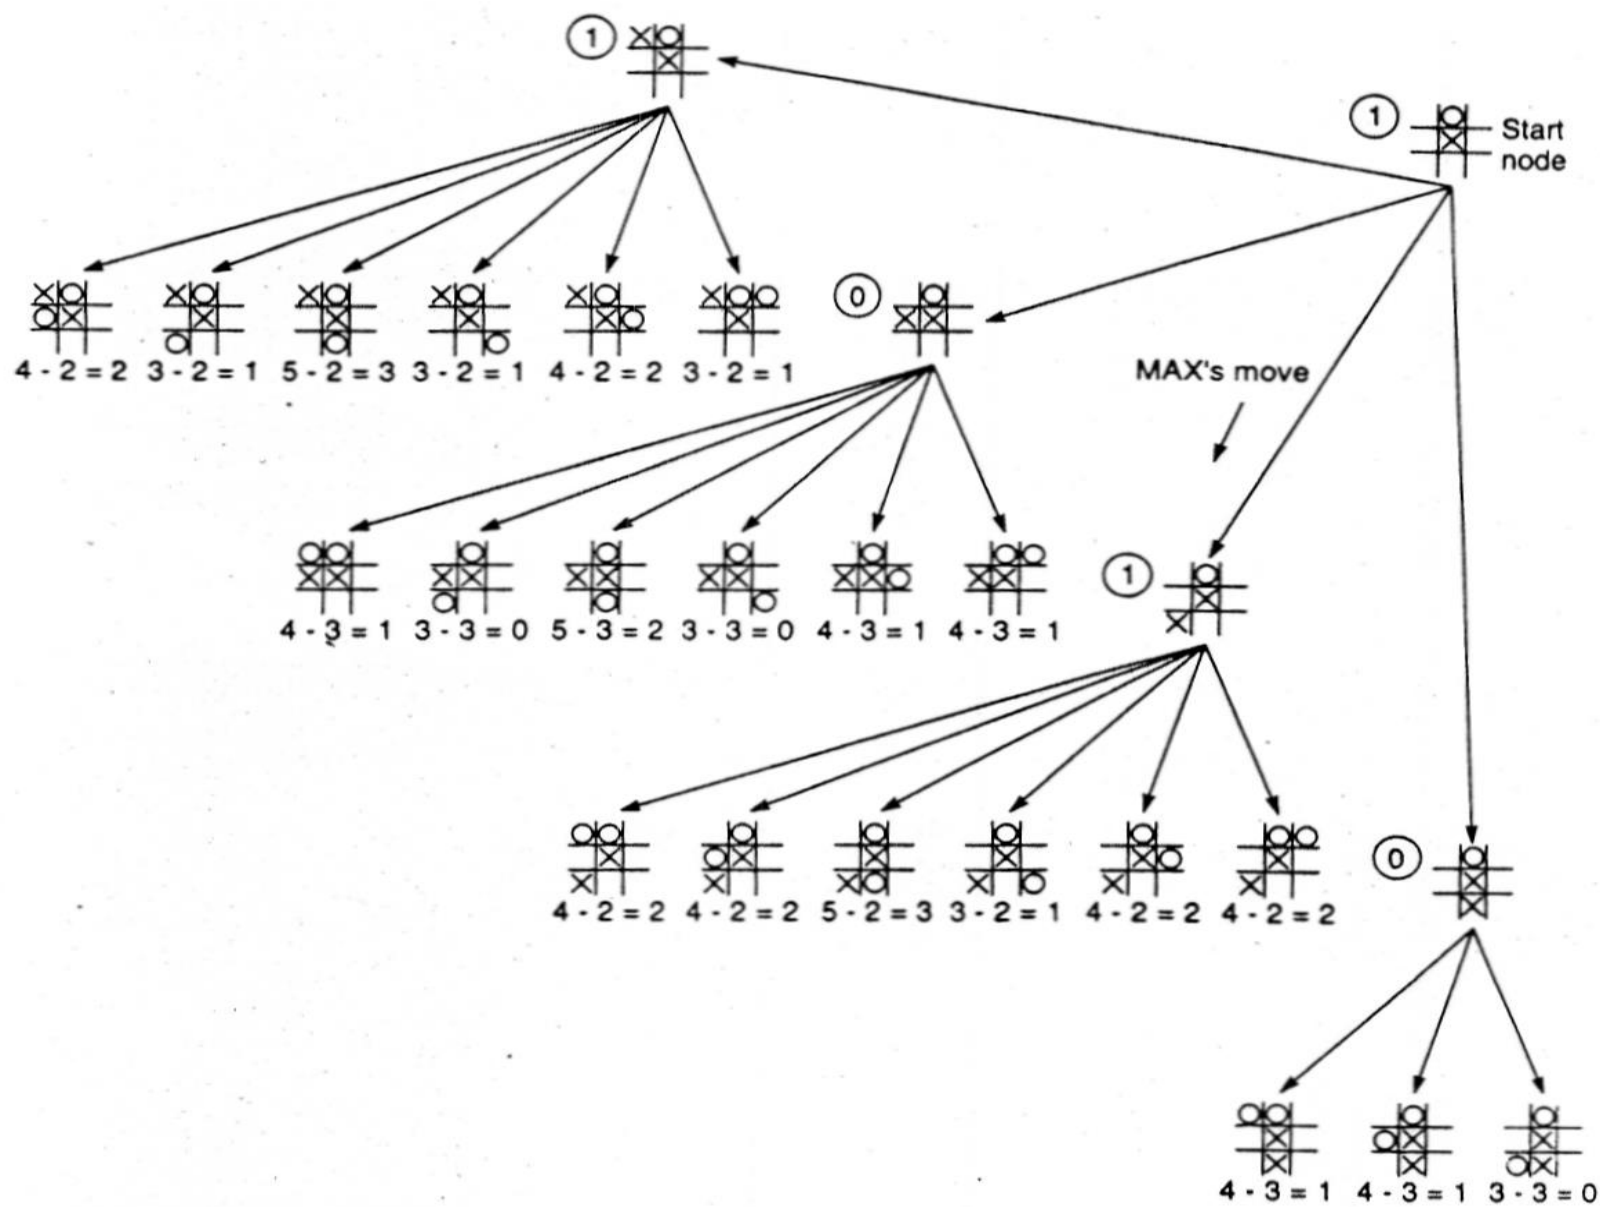 1
X O
X
1
O
X
Start
node
X O
O X
X O
X
O
X O
X
O
X O
X
O
X O
X O
X O O
X
4 - 2 = 2 3 - 2 = 1 5 - 2 = 3 3 - 2 = 1 4 - 2 = 2 3 - 2 = 1
0
O
X X
MAX's move
O O
X X
O
X X
O
O
X X
O
O
X X
O
O
X X O
O O
X X
4 - 3 = 1 3 - 3 = 0 5 - 3 = 2 3 - 3 = 0 4 - 3 = 1 4 - 3 = 1
1
O
X
X
O O
X
X
O
O X
X
O
X
X O
O
X
X O
O
X O
X
O O
X
X
4 - 2 = 2 4 - 2 = 2 5 - 2 = 3 3 - 2 = 1 4 - 2 = 2 4 - 2 = 2
0
O
X
X
O O
X
X
O
O X
X
O
X
O X
4 - 3 = 1 4 - 3 = 1 3 - 3 = 0